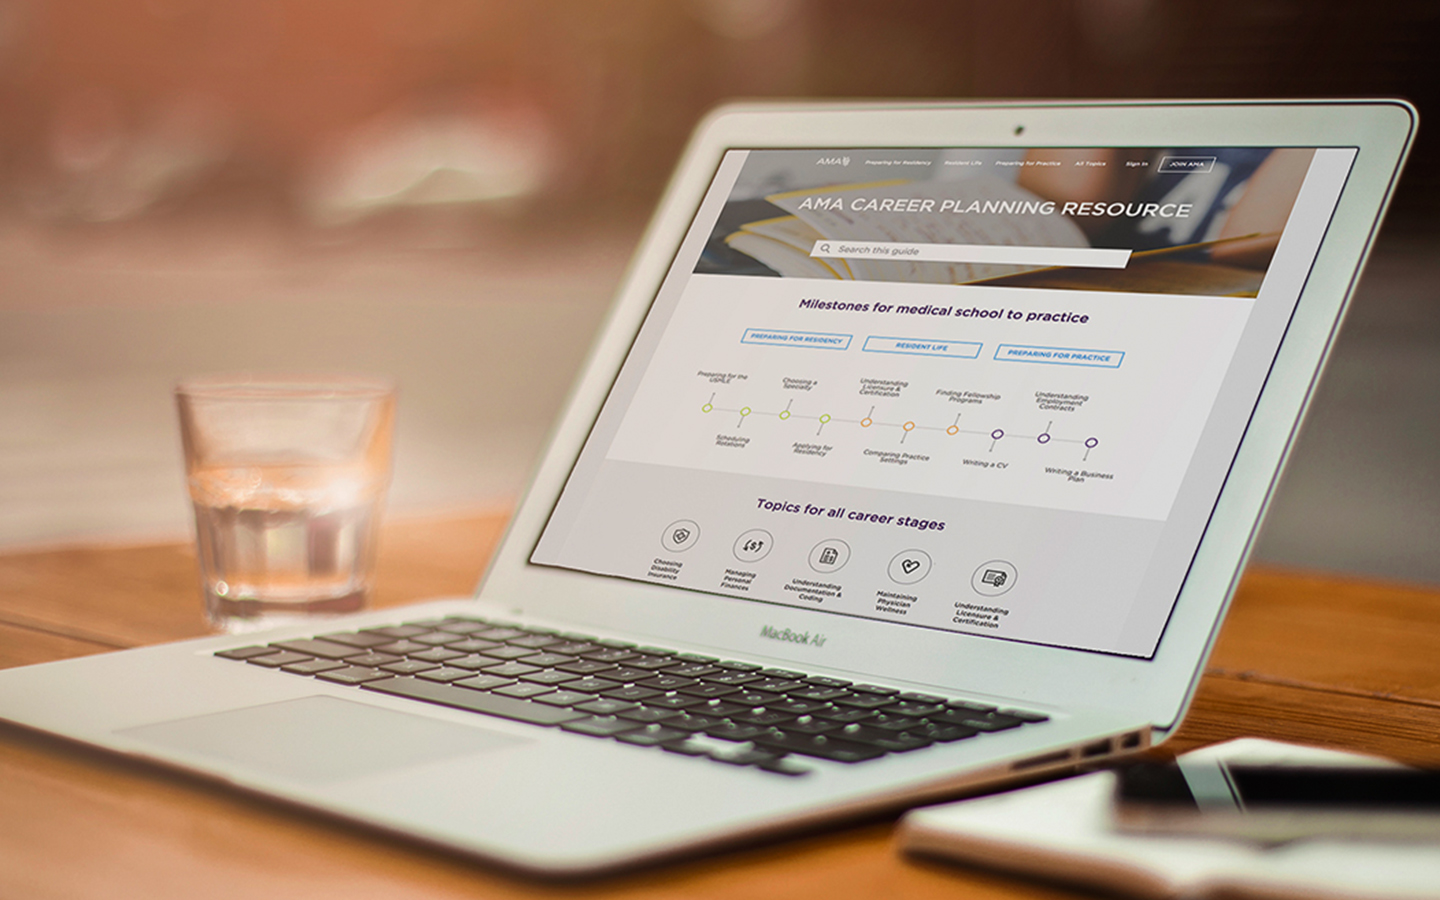 AMA
Preparing for Residency
Resident Life
Preparing for Practice
All Topics
Sign In
JOIN AMA
AMA CAREER PLANNING RESOURCE
Search this guide
Milestones for medical school to practice
PREPARING FOR RESIDENCY
RESIDENT LIFE
PREPARING FOR PRACTICE
Preparing for the
USMLE
Choosing a
Specialty
Understanding
Licensure &
Certification
Finding Fellowship
Programs
Understanding
Employment
Contracts
Scheduling
Rotations
Applying for
Residency
Comparing Practice
Settings
Writing a CV
Writing a Business
Plan
Topics for all career stages
Choosing
Disability
Insurance
Managing
Personal
Finances
Understanding
Documentation &
Coding
Maintaining
Physician
Wellness
Understanding
Licensure &
Certification
MacBook Air